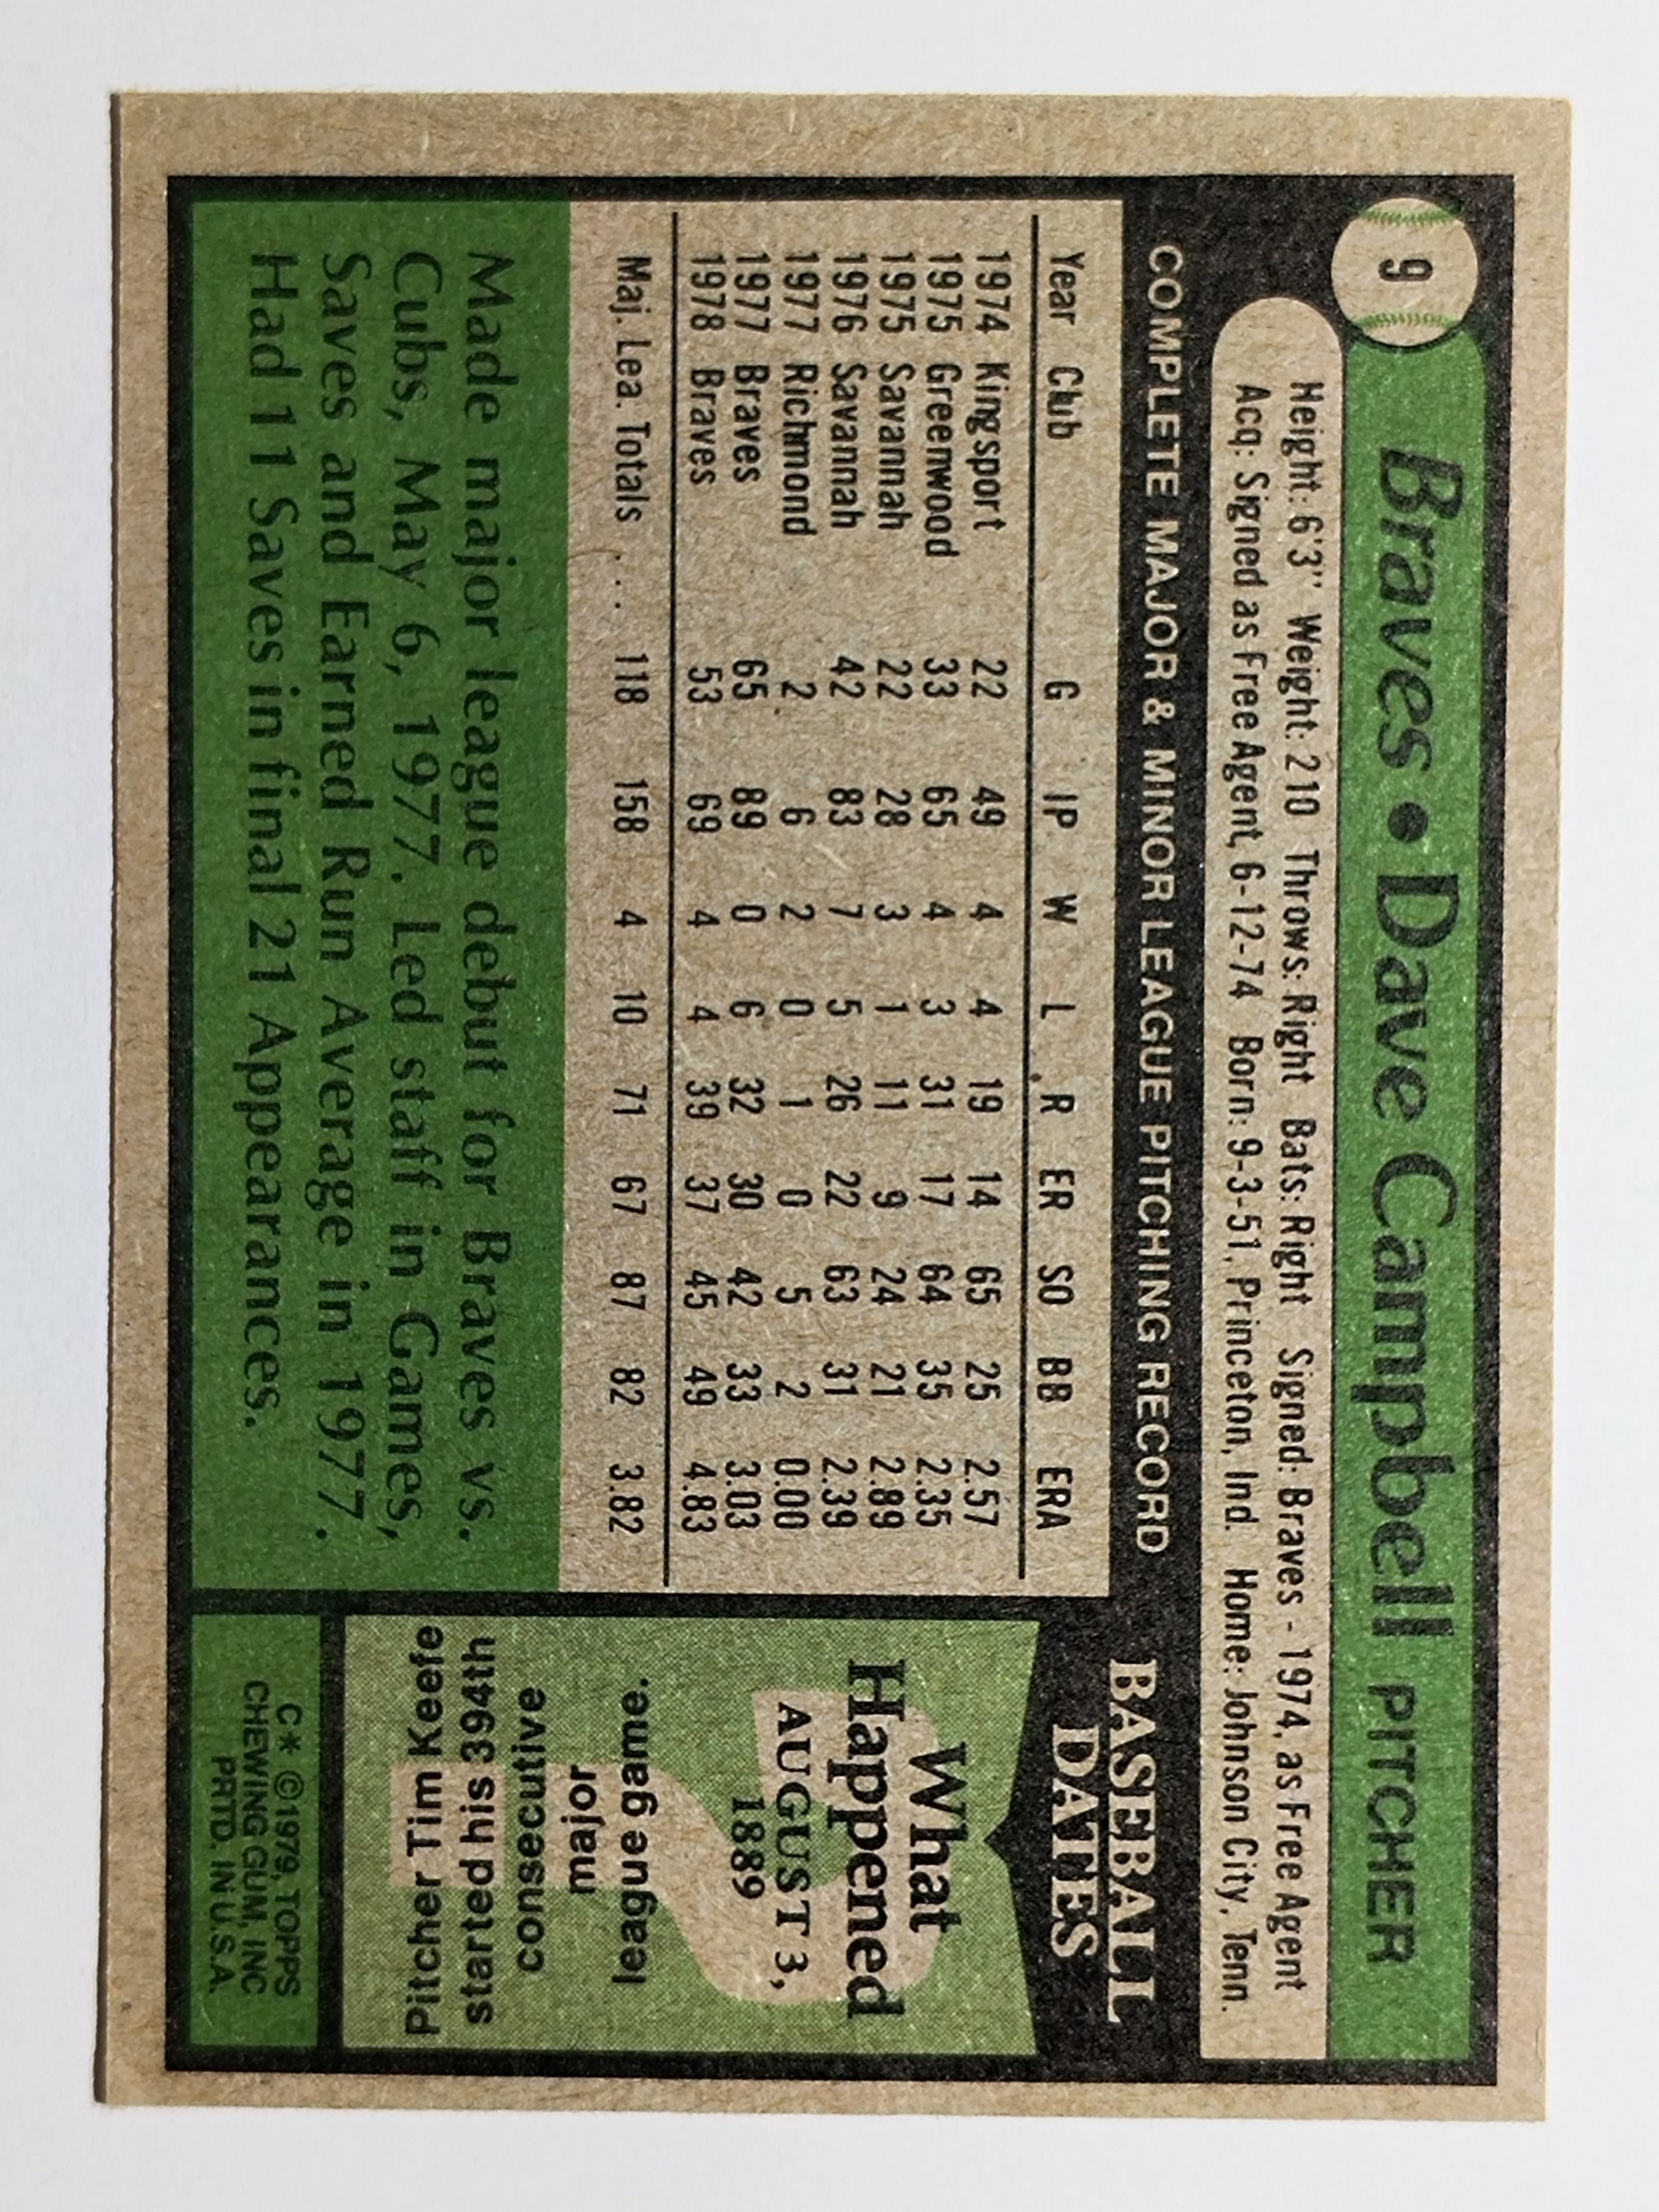 9
Braves • Dave Campbell PITCHER
Height: 6'3" Weight: 210 Throws: Right Bats: Right Signed: Braves - 1974, as Free Agent
Acq: Signed as Free Agent, 6-12-74 Born: 9-3-51, Princeton, Ind. Home: Johnson City, Tenn.
COMPLETE MAJOR & MINOR LEAGUE PITCHING RECORD
Year Club G IP W L R ER SO BB ERA
1974 Kingsport 22 49 4 4 19 14 65 25 2.57
1975 Greenwood 33 65 4 3 31 17 64 35 2.35
1975 Savannah 22 28 3 1 11 9 24 21 2.89
1976 Savannah 42 83 7 5 26 22 63 31 2.39
1977 Richmond 2 6 2 0 1 0 5 2 0.00
1977 Braves 65 89 0 6 32 30 42 33 3.03
1978 Braves 53 69 4 4 39 37 45 49 4.83
Maj. Lea. Totals . . . 118 158 4 10 71 67 87 82 3.82
Made major league debut for Braves vs.
Cubs, May 6, 1977. Led staff in Games,
Saves and Earned Run Average in 1977.
Had 11 Saves in final 21 Appearances.
BASEBALL
DATES
What
Happened
AUGUST 3,
1889
league game.
major
consecutive
started his 394th
Pitcher Tim Keefe
C* ©1979, TOPPS
CHEWING GUM, INC
PRTD. IN U.S.A.